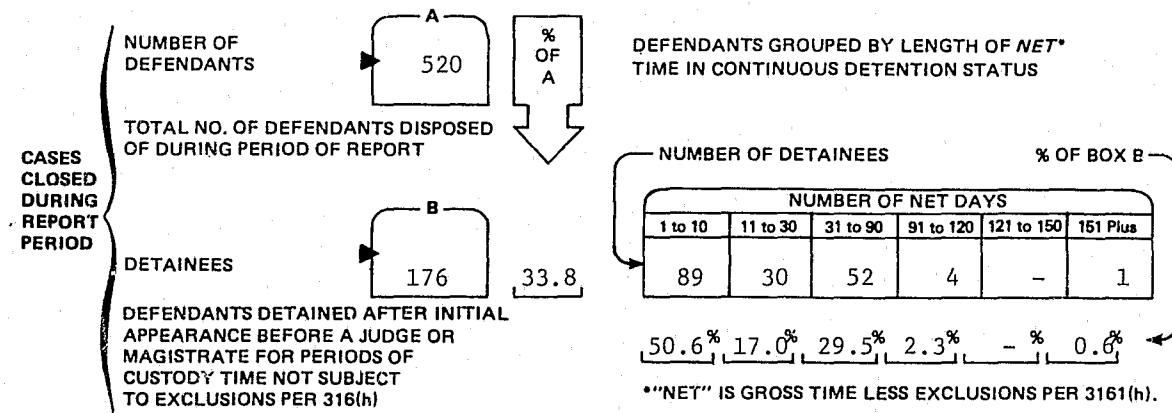 A
NUMBER OF
DEFENDANTS
520
%
OF
A
TOTAL NO. OF DEFENDANTS DISPOSED
OF DURING PERIOD OF REPORT
CASES
CLOSED
DURING
REPORT
PERIOD
B
DETAINEES
176
33.8
DEFENDANTS DETAINED AFTER INITIAL
APPEARANCE BEFORE A JUDGE OR
MAGISTRATE FOR PERIODS OF
CUSTODY TIME NOT SUBJECT
TO EXCLUSIONS PER 316(h)
DEFENDANTS GROUPED BY LENGTH OF NET*
TIME IN CONTINUOUS DETENTION STATUS
NUMBER OF DETAINEES % OF BOX B
NUMBER OF NET DAYS
1 to 10 11 to 30 31 to 90 91 to 120 121 to 150 151 Plus
89 30 52 4 – 1
50.6% 17.0% 29.5% 2.3% – % 0.6%
*"NET" IS GROSS TIME LESS EXCLUSIONS PER 3161(h).